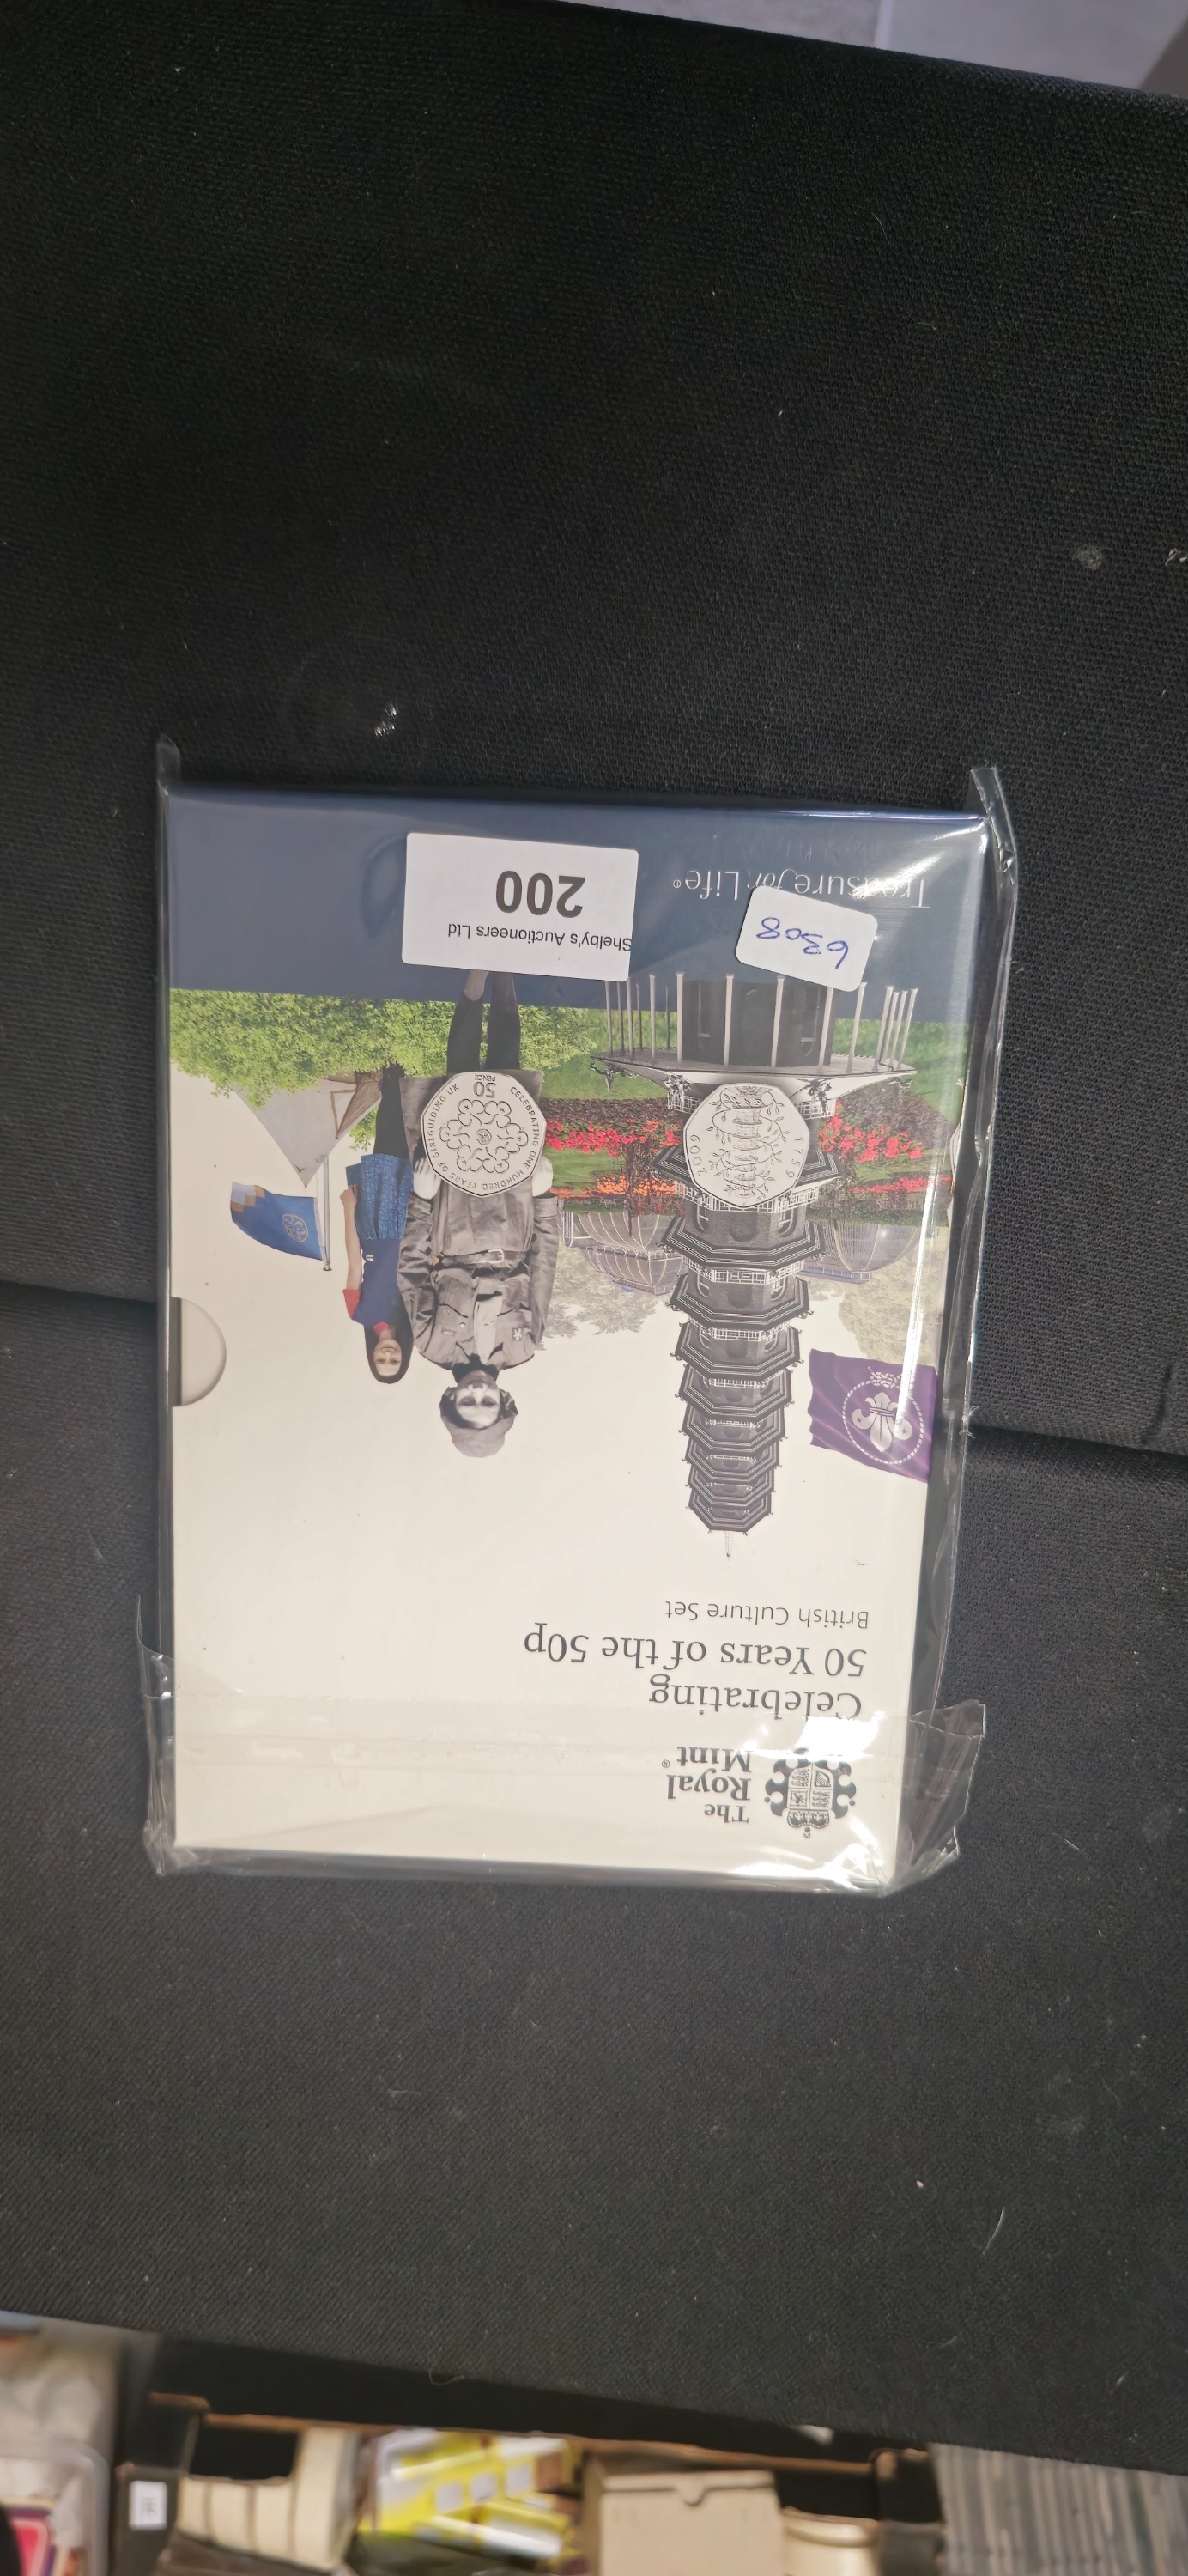 The
Royal
Mint®
Celebrating
50 Years of the 50p
British Culture Set
1759
2009
CELEBRATING ONE HUNDRED YEARS OF GIRLGUIDING UK
50
PENCE
6308
Shelby's Auctioneers Ltd
200
Treasure for Life®